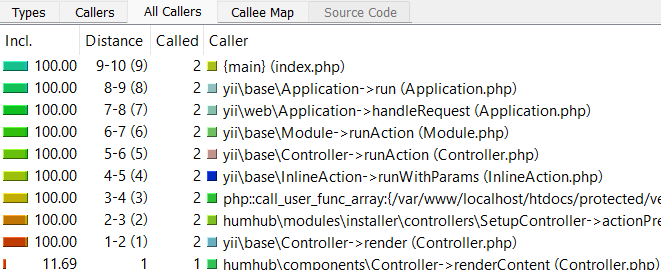 Types Callers All Callers Callee Map Source Code
Incl. Distance Called Caller
100.00 9-10 (9) 2 {main} (index.php)
100.00 8-9 (8) 2 yii\base\Application->run (Application.php)
100.00 7-8 (7) 2 yii\web\Application->handleRequest (Application.php)
100.00 6-7 (6) 2 yii\base\Module->runAction (Module.php)
100.00 5-6 (5) 2 yii\base\Controller->runAction (Controller.php)
100.00 4-5 (4) 2 yii\base\InlineAction->runWithParams (InlineAction.php)
100.00 3-4 (3) 2 php::call_user_func_array:{/var/www/localhost/htdocs/protected/ve
100.00 2-3 (2) 2 humhub\modules\installer\controllers\SetupController->actionPre
100.00 1-2 (1) 2 yii\base\Controller->render (Controller.php)
11.69 1 1 humhub\components\Controller->renderContent (Controller.php)